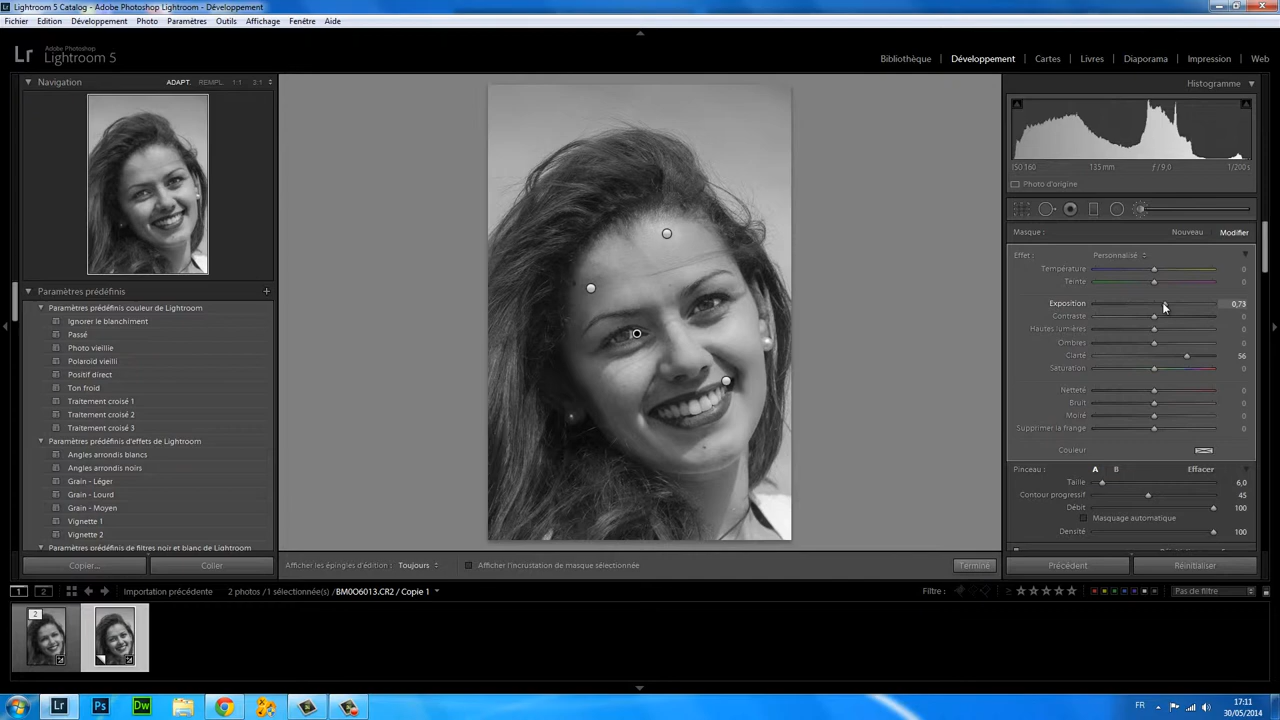 Lightroom 5 Catalog - Adobe Photoshop Lightroom - Développement
Fichier Edition Développement Photo Paramètres Outils Affichage Fenêtre Aide
Lr Adobe Photoshop Lightroom 5
Bibliothèque Développement Cartes Livres Diaporama Impression Web
Navigation ADAPT. REMPL. 1:1 2:1
Histogramme
ISO 160 135 mm ƒ / 9,0 1/200 s
Photo d'origine
Masque : Nouveau Modifier
Effet : Personnalisé
Température 0
Teinte 0
Exposition 0,73
Contraste 0
Hautes lumières 0
Ombres 0
Clarté 56
Saturation 0
Netteté 0
Bruit 0
Moiré 0
Supprimer la frange 0
Couleur
Pinceau : A B Effacer
Taille 6,0
Contour progressif 45
Débit 100
Masquage automatique
Densité 100
Paramètres prédéfinis +
Paramètres prédéfinis couleur de Lightroom
Ignorer le blanchiment
Passé
Photo vieillie
Polaroïd vieilli
Positif direct
Ton froid
Traitement croisé 1
Traitement croisé 2
Traitement croisé 3
Paramètres prédéfinis d'effets de Lightroom
Angles arrondis blancs
Angles arrondis noirs
Grain - Léger
Grain - Lourd
Grain - Moyen
Vignette 1
Vignette 2
Paramètres prédéfinis de filtres noir et blanc de Lightroom
Copier... Coller
Afficher les épingles d'édition : Toujours Afficher l'incrustation de masque sélectionnée Terminé
Précédent Réinitialiser
1 2 Importation précédente 2 photos /1 sélectionnée(s) / BM0O6013.CR2 / Copie 1 Filtre : Pas de filtre
2
Lr Ps Dw
FR 17:11
30/05/2014